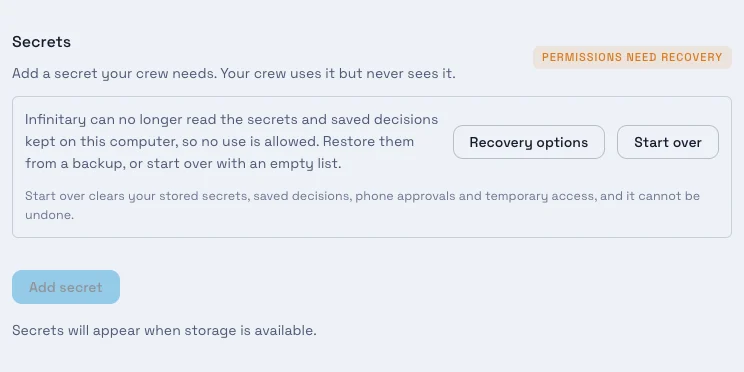 Secrets
PERMISSIONS NEED RECOVERY
Add a secret your crew needs. Your crew uses it but never sees it.
Infinitary can no longer read the secrets and saved decisions
kept on this computer, so no use is allowed. Restore them
from a backup, or start over with an empty list.
Recovery options
Start over
Start over clears your stored secrets, saved decisions, phone approvals and temporary access, and it cannot be
undone.
Add secret
Secrets will appear when storage is available.